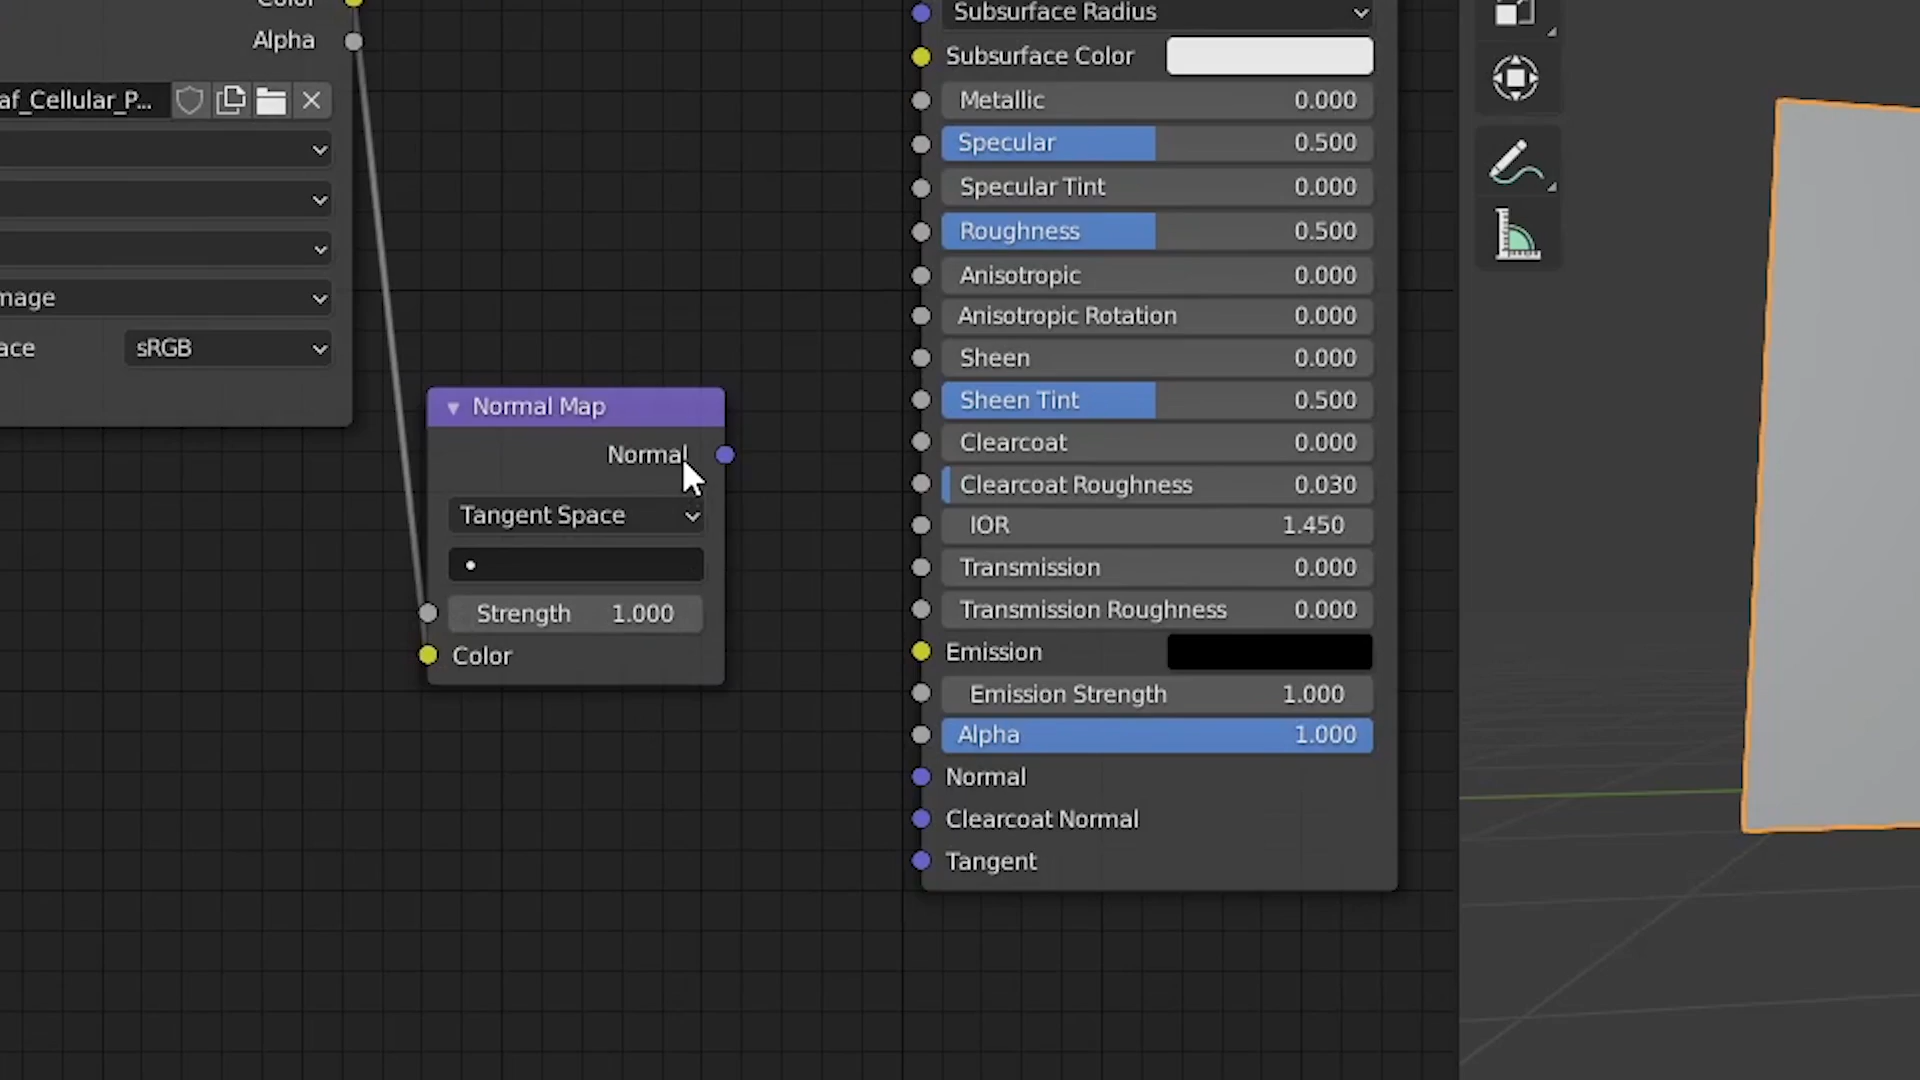 Alpha
af_Cellular_P...
mage
ace sRGB
Normal Map
Normal
Tangent Space
Strength 1.000
Color
Subsurface Radius
Subsurface Color
Metallic 0.000
Specular 0.500
Specular Tint 0.000
Roughness 0.500
Anisotropic 0.000
Anisotropic Rotation 0.000
Sheen 0.000
Sheen Tint 0.500
Clearcoat 0.000
Clearcoat Roughness 0.030
IOR 1.450
Transmission 0.000
Transmission Roughness 0.000
Emission
Emission Strength 1.000
Alpha 1.000
Normal
Clearcoat Normal
Tangent